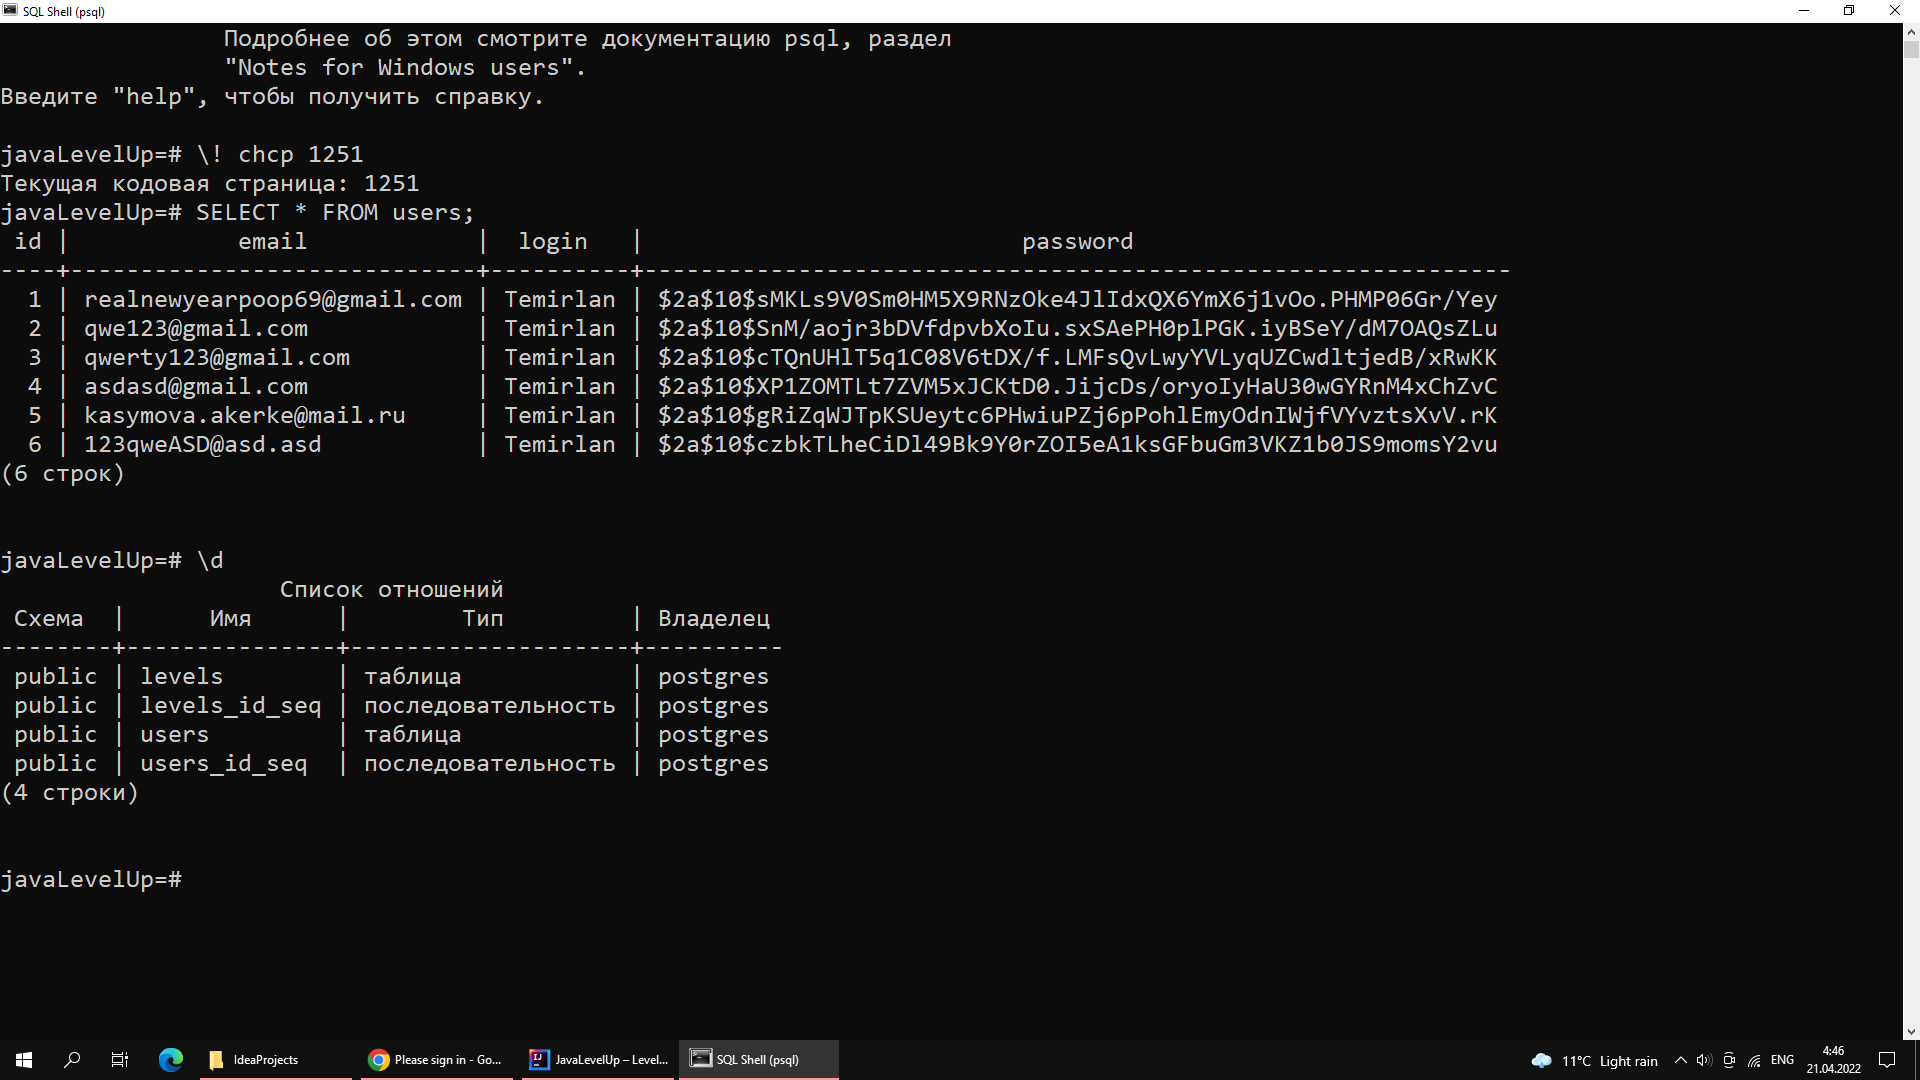 SQL Shell (psql)
Подробнее об этом смотрите документацию psql, раздел
"Notes for Windows users".
Введите "help", чтобы получить справку.
javaLevelUp=# \! chcp 1251
Текущая кодовая страница: 1251
javaLevelUp=# SELECT * FROM users;
 id |            email             |  login   |                           password
----+-----------------------------+----------+--------------------------------------------------------------
  1 | realnewyearpoop69@gmail.com | Temirlan | $2a$10$sMKLs9V0Sm0HM5X9RNzOke4JlIdxQX6YmX6j1vOo.PHMP06Gr/Yey
  2 | qwe123@gmail.com            | Temirlan | $2a$10$SnM/aojr3bDVfdpvbXoIu.sxSAePH0plPGK.iyBSeY/dM7OAQsZLu
  3 | qwerty123@gmail.com         | Temirlan | $2a$10$cTQnUHlT5q1C08V6tDX/f.LMFsQvLwyYVLyqUZCwdltjedB/xRwKK
  4 | asdasd@gmail.com            | Temirlan | $2a$10$XP1ZOMTLt7ZVM5xJCKtD0.JijcDs/oryoIyHaU30wGYRnM4xChZvC
  5 | kasymova.akerke@mail.ru     | Temirlan | $2a$10$gRiZqWJTpKSUeytc6PHwiuPZj6pPohlEmyOdnIWjfVYvztsXvV.rK
  6 | 123qweASD@asd.asd           | Temirlan | $2a$10$czbkTLheCiDl49Bk9Y0rZOI5eA1ksGFbuGm3VKZ1b0JS9momsY2vu
(6 строк)
javaLevelUp=# \d
                    Список отношений
 Схема  |      Имя      |        Тип         | Владелец
--------+---------------+--------------------+----------
 public | levels        | таблица            | postgres
 public | levels_id_seq | последовательность | postgres
 public | users         | таблица            | postgres
 public | users_id_seq  | последовательность | postgres
(4 строки)
javaLevelUp=#
IdeaProjects
Please sign in - Go...
JavaLevelUp – Level...
SQL Shell (psql)
11°C Light rain
ENG
4:46
21.04.2022